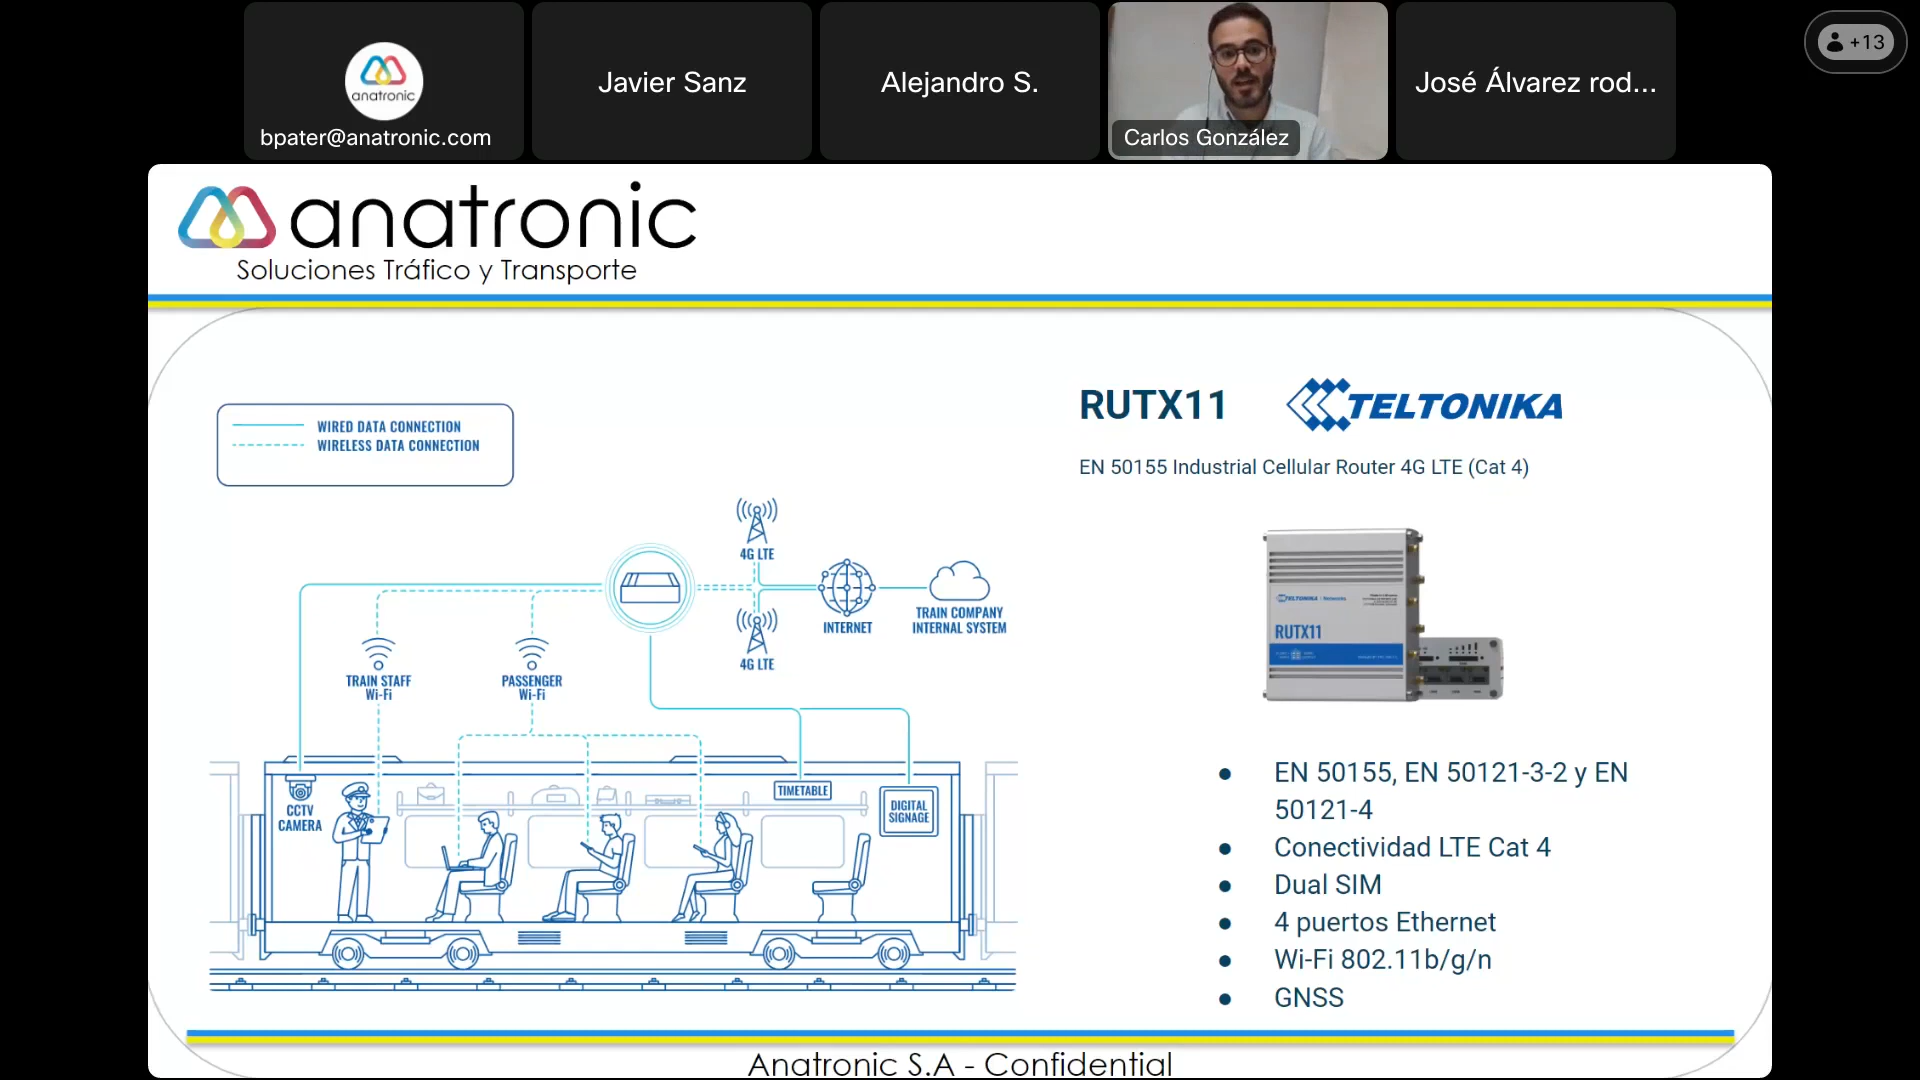 anatronic
bpater@anatronic.com
Javier Sanz
Alejandro S.
Carlos González
José Álvarez rod...
+13
anatronic
Soluciones Tráfico y Transporte
WIRED DATA CONNECTION
WIRELESS DATA CONNECTION
4G LTE
4G LTE
INTERNET
TRAIN COMPANY
INTERNAL SYSTEM
TRAIN STAFF
Wi-Fi
PASSENGER
Wi-Fi
CCTV
CAMERA
TIMETABLE
DIGITAL
SIGNAGE
RUTX11
TELTONIKA
EN 50155 Industrial Cellular Router 4G LTE (Cat 4)
TELTONIKA | Networks
RUTX11
● EN 50155, EN 50121-3-2 y EN
50121-4
● Conectividad LTE Cat 4
● Dual SIM
● 4 puertos Ethernet
● Wi-Fi 802.11b/g/n
● GNSS
Anatronic S.A - Confidential